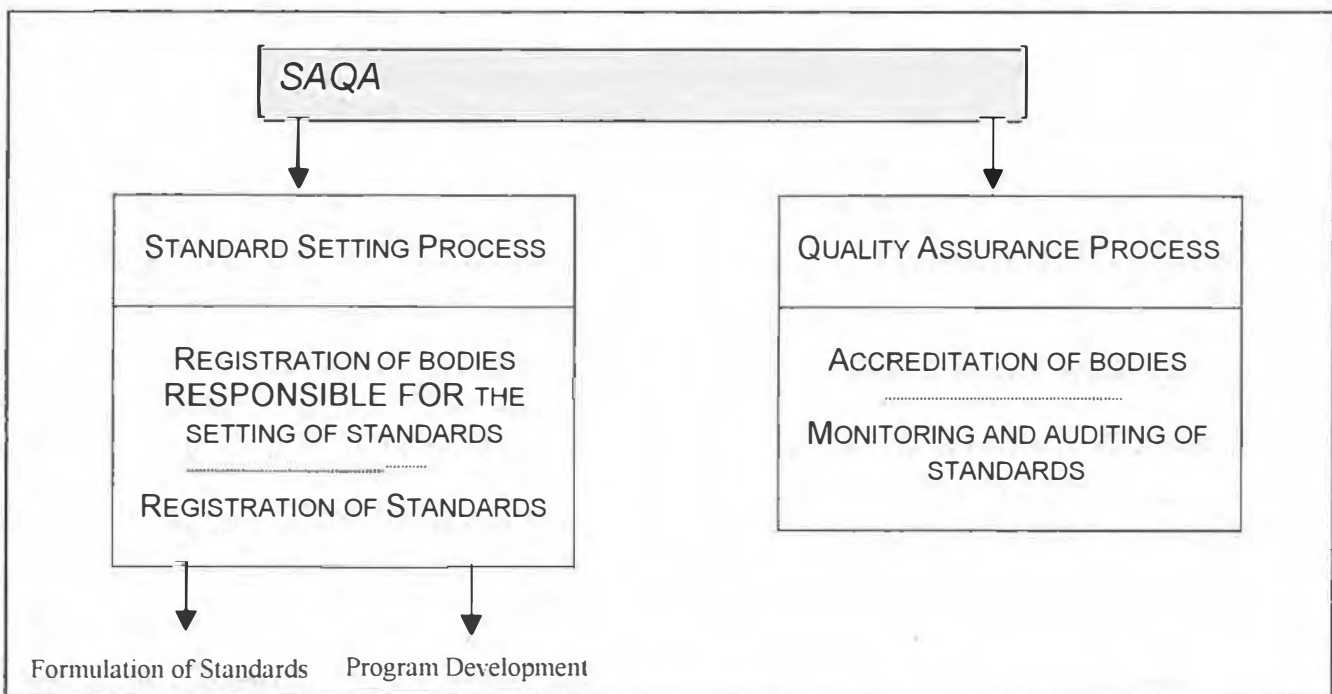 SAQA
STANDARD SETTING PROCESS
REGISTRATION OF BODIES
RESPONSIBLE FOR THE
SETTING OF STANDARDS
REGISTRATION OF STANDARDS
QUALITY ASSURANCE PROCESS
ACCREDITATION OF BODIES
MONITORING AND AUDITING OF
STANDARDS
Formulation of Standards
Program Development